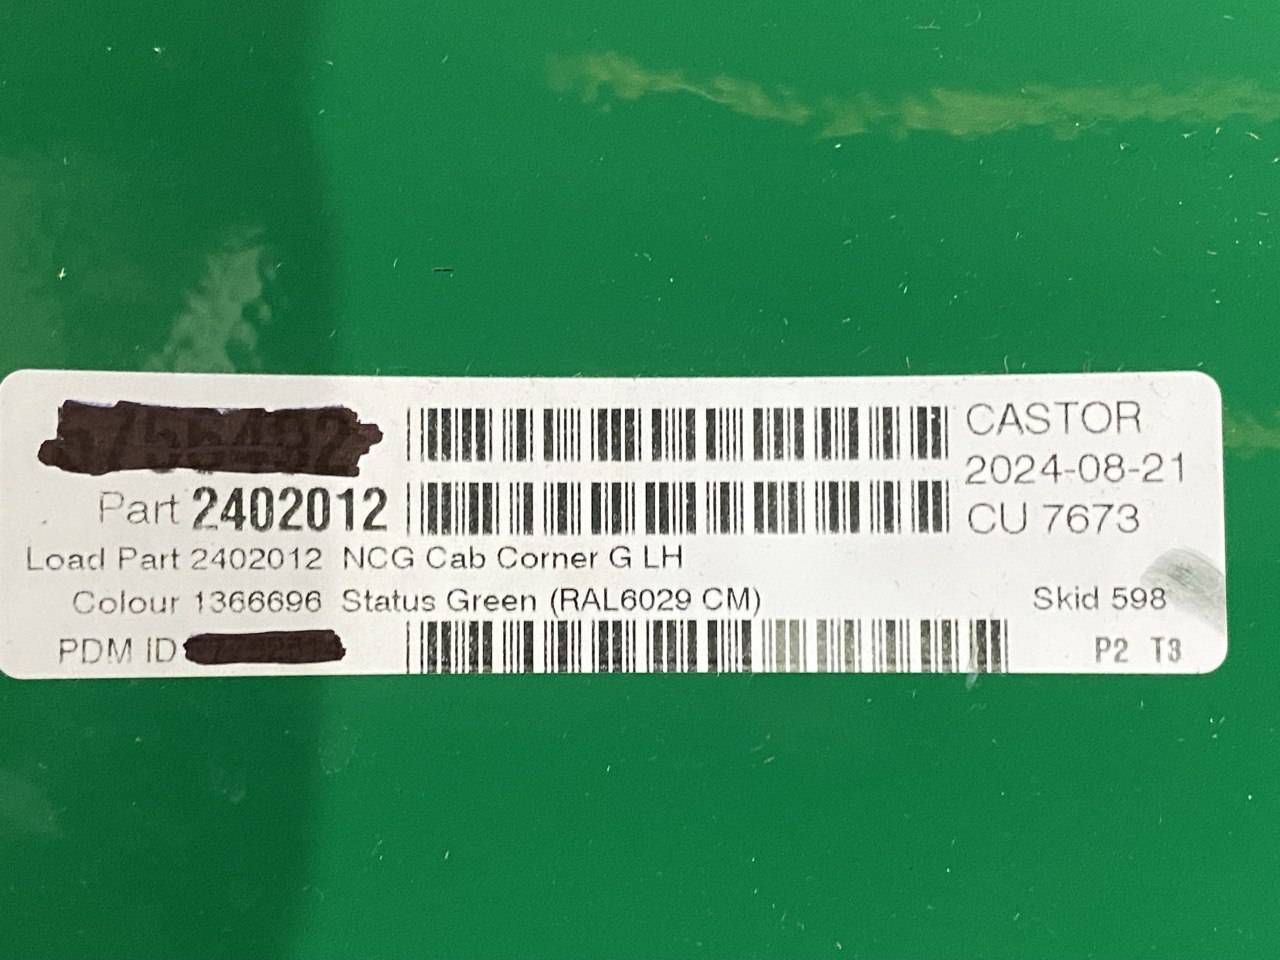 CASTOR
2024-08-21
Part 2402012 CU 7673
Load Part 2402012 NCG Cab Corner G LH
Colour 1366696 Status Green (RAL6029 CM) Skid 598
PDM ID P2 T3